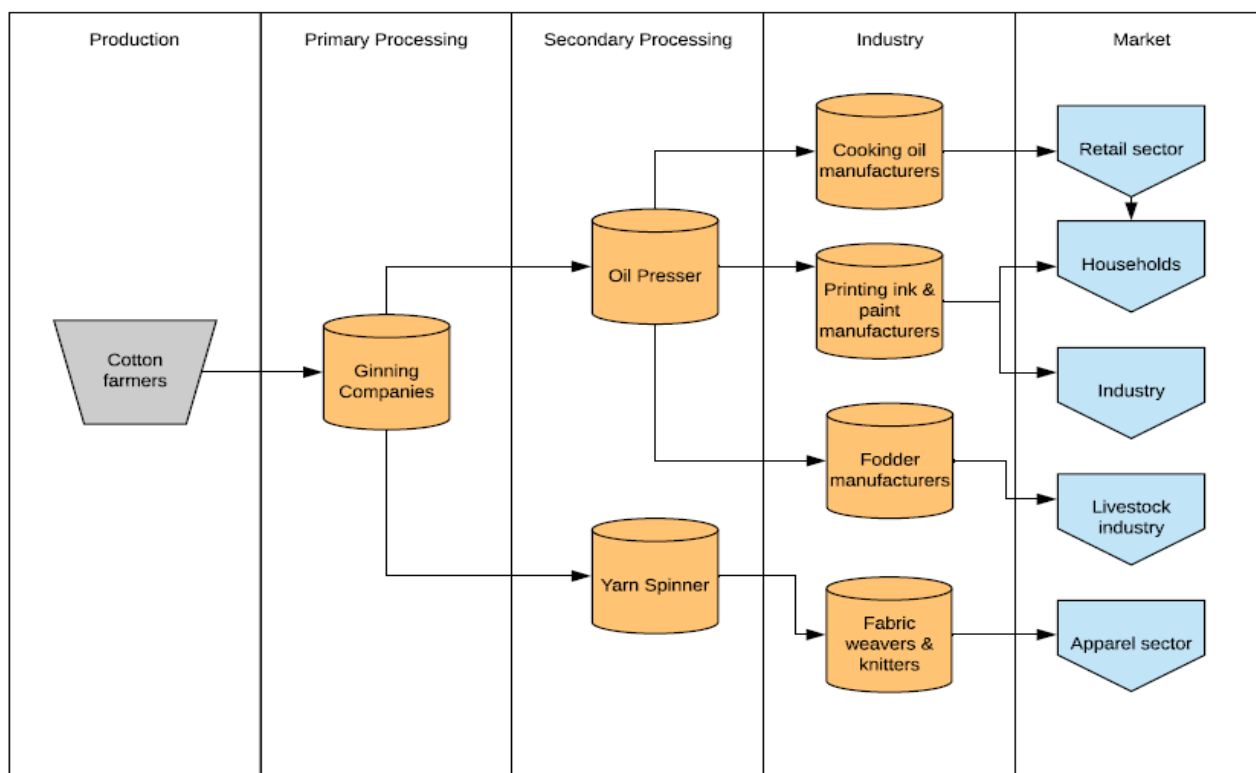 Production
Primary Processing
Secondary Processing
Industry
Market
Cotton
farmers
Ginning
Companies
Oil Presser
Yarn Spinner
Cooking oil
manufacturers
Printing ink &
paint
manufacturers
Fodder
manufacturers
Fabric
weavers &
knitters
Retail sector
Households
Industry
Livestock
industry
Apparel sector